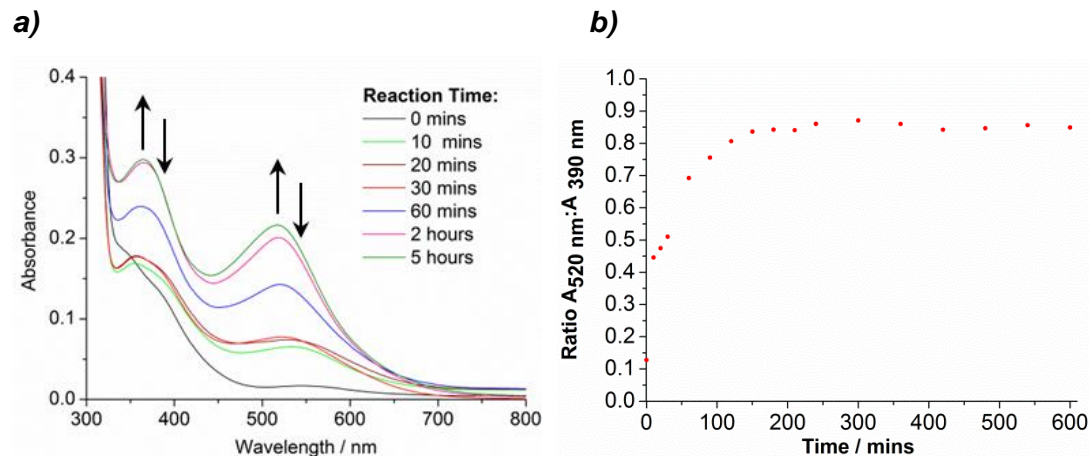 a)
b)
0.4
0.3
0.2
0.1
0.0
Absorbance
300 400 500 600 700 800
Wavelength / nm
Reaction Time:
0 mins
10 mins
20 mins
30 mins
60 mins
2 hours
5 hours
1.0
0.9
0.8
0.7
0.6
0.5
0.4
0.3
0.2
0.1
0.0
Ratio A520 nm:A 390 nm
0 100 200 300 400 500 600
Time / mins